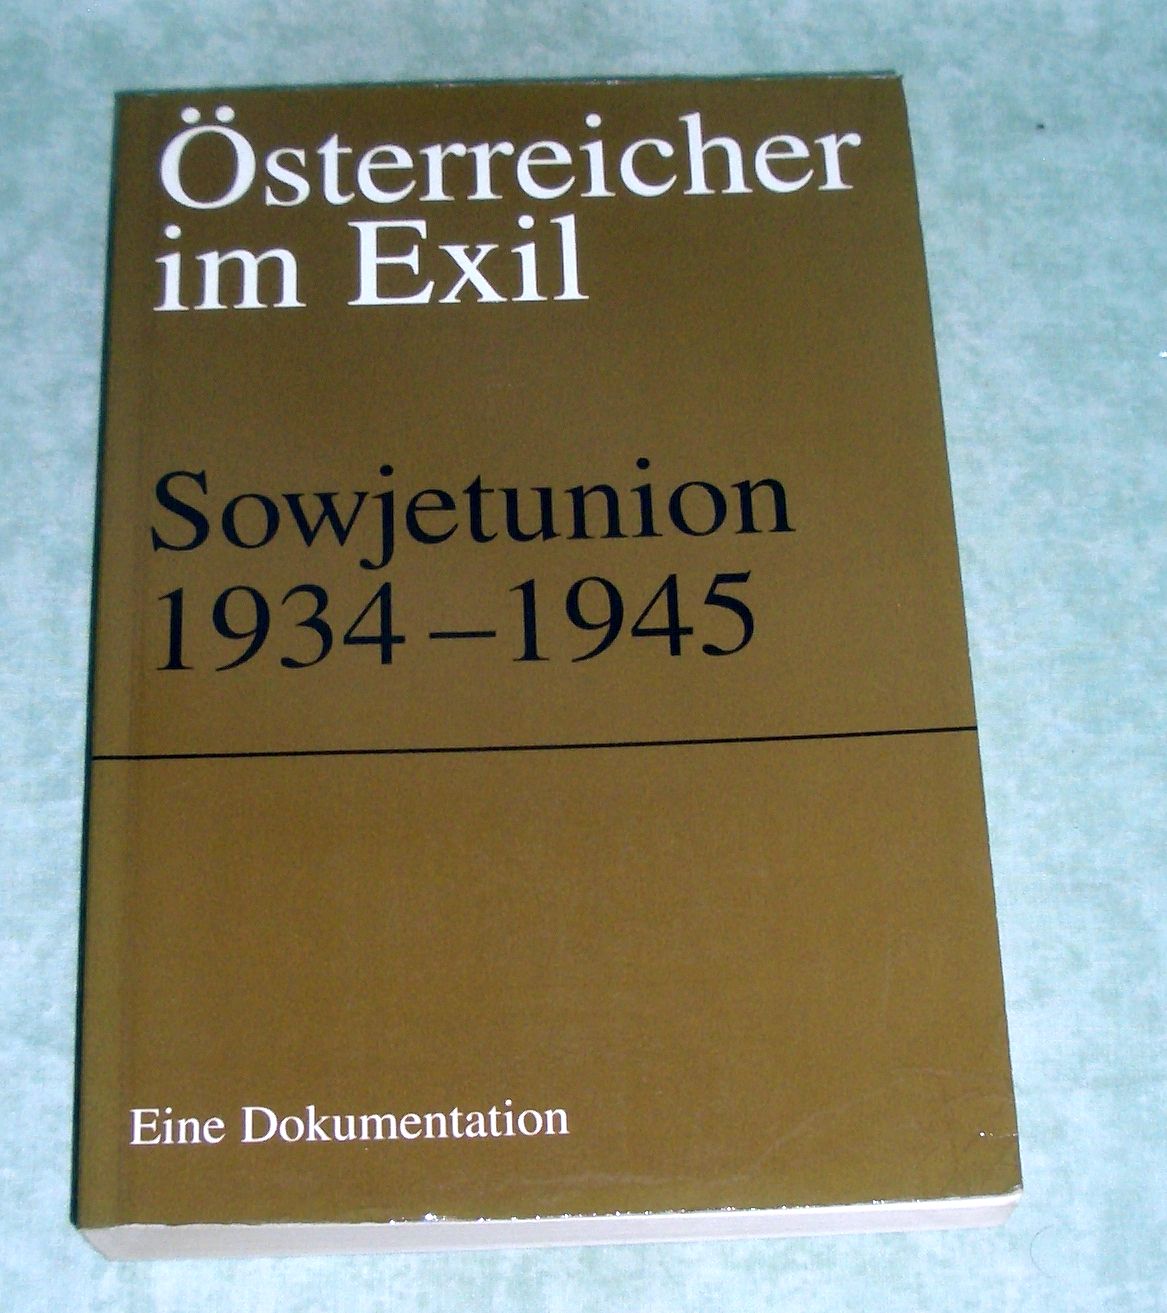 Österreicher
im Exil
Sowjetunion
1934 – 1945
Eine Dokumentation